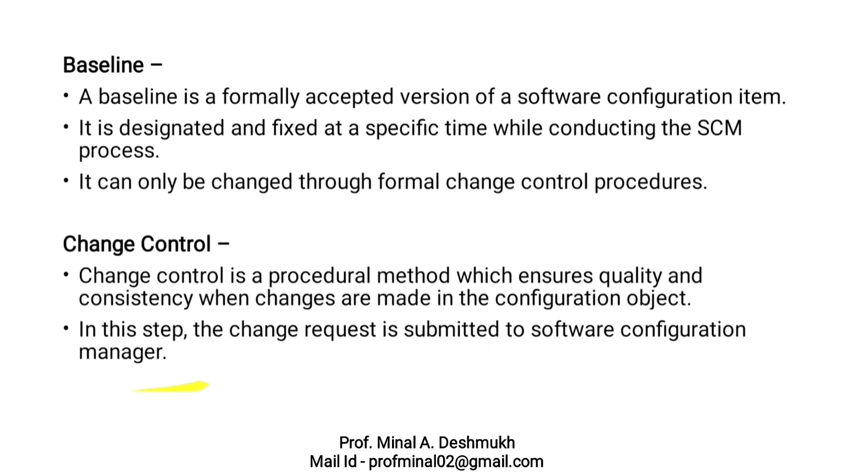 Baseline –
• A baseline is a formally accepted version of a software configuration item.
• It is designated and fixed at a specific time while conducting the SCM
process.
• It can only be changed through formal change control procedures.
Change Control –
• Change control is a procedural method which ensures quality and
consistency when changes are made in the configuration object.
• In this step, the change request is submitted to software configuration
manager.
Prof. Minal A. Deshmukh
Mail Id - profminal02@gmail.com